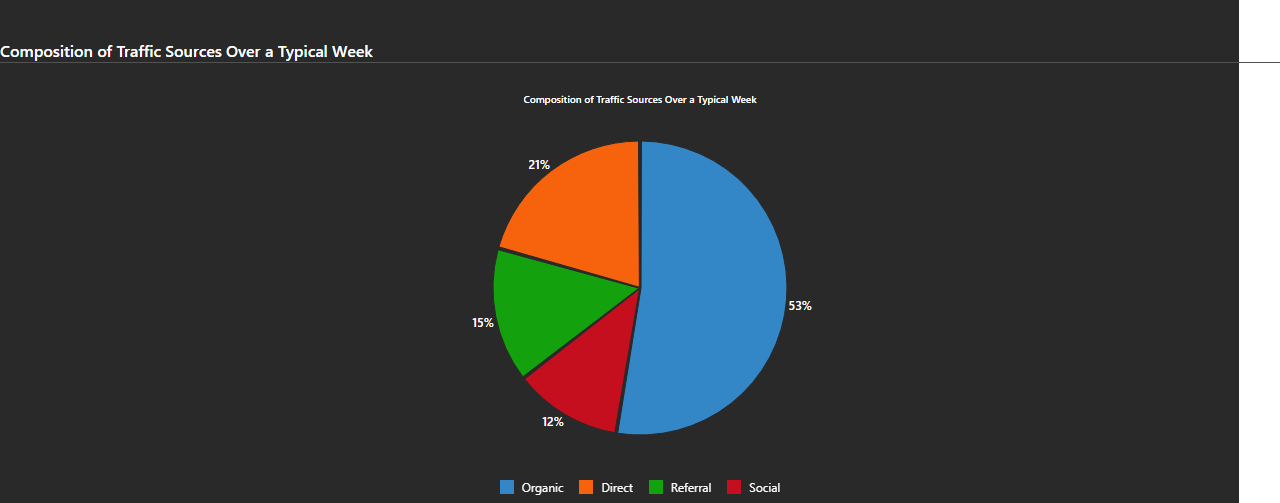 Composition of Traffic Sources Over a Typical Week
Composition of Traffic Sources Over a Typical Week
21%
53%
15%
12%
Organic Direct Referral Social